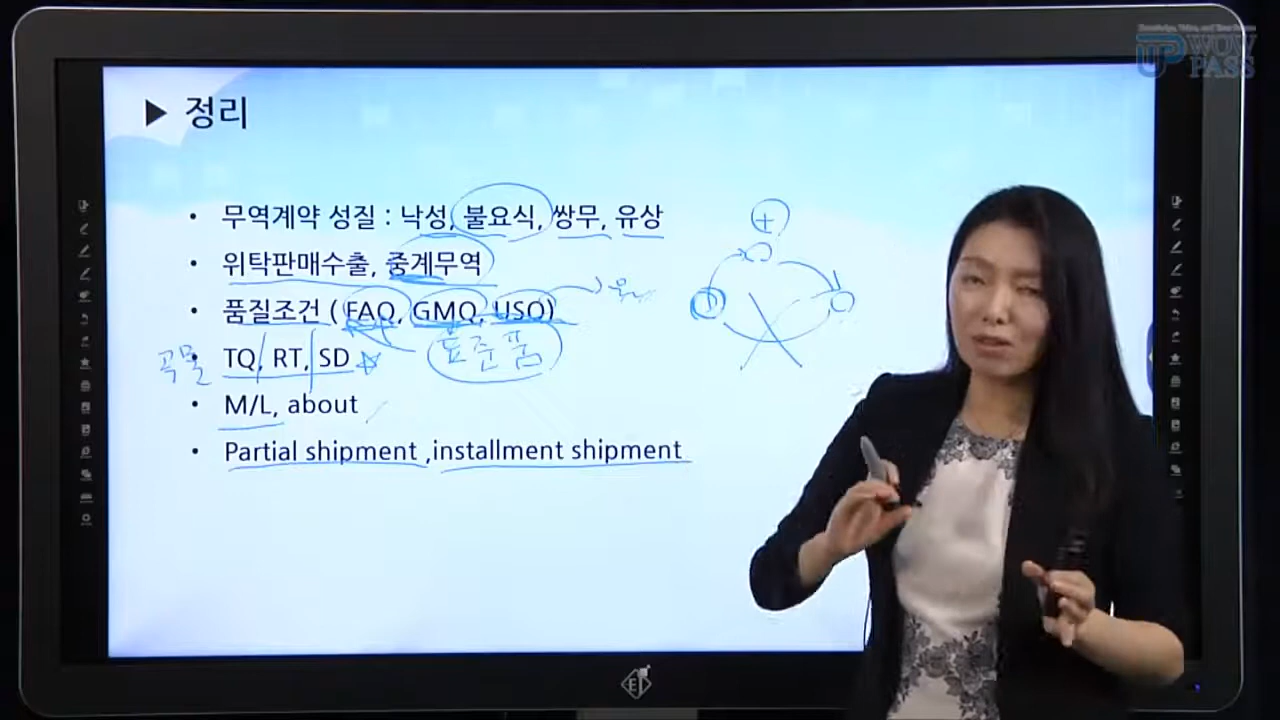 WOW PASS
UP
▶ 정리
• 무역계약 성질 : 낙성, 불요식, 쌍무, 유상
• 위탁판매수출, 중계무역
• 품질조건 ( FAQ, GMQ, USQ)
표준품
곡물
• TQ, RT, SD
• M/L, about
• Partial shipment ,installment shipment